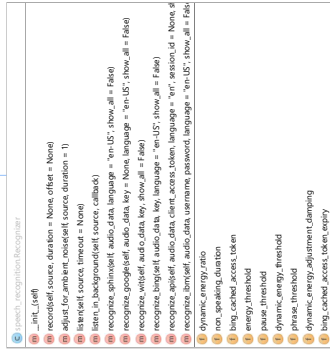 C speech_recognition.Recognizer
m __init__(self)
m record(self, source, duration = None, offset = None)
m adjust_for_ambient_noise(self, source, duration = 1)
m listen(self, source, timeout = None)
m listen_in_background(self, source, callback)
m recognize_sphinx(self, audio_data, language = "en-US", show_all = False)
m recognize_google(self, audio_data, key = None, language = "en-US", show_all = False)
m recognize_wit(self, audio_data, key, show_all = False)
m recognize_bing(self, audio_data, key, language = "en-US", show_all = False)
m recognize_api(self, audio_data, client_access_token, language = "en", session_id = None, s
m recognize_ibm(self, audio_data, username, password, language = "en-US", show_all = False
f dynamic_energy_ratio
f non_speaking_duration
f bing_cached_access_token
f energy_threshold
f pause_threshold
f dynamic_energy_threshold
f phrase_threshold
f dynamic_energy_adjustment_damping
f bing_cached_access_token_expiry